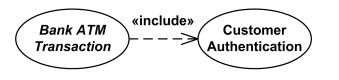 «include»
Bank ATM
Transaction
Customer
Authentication